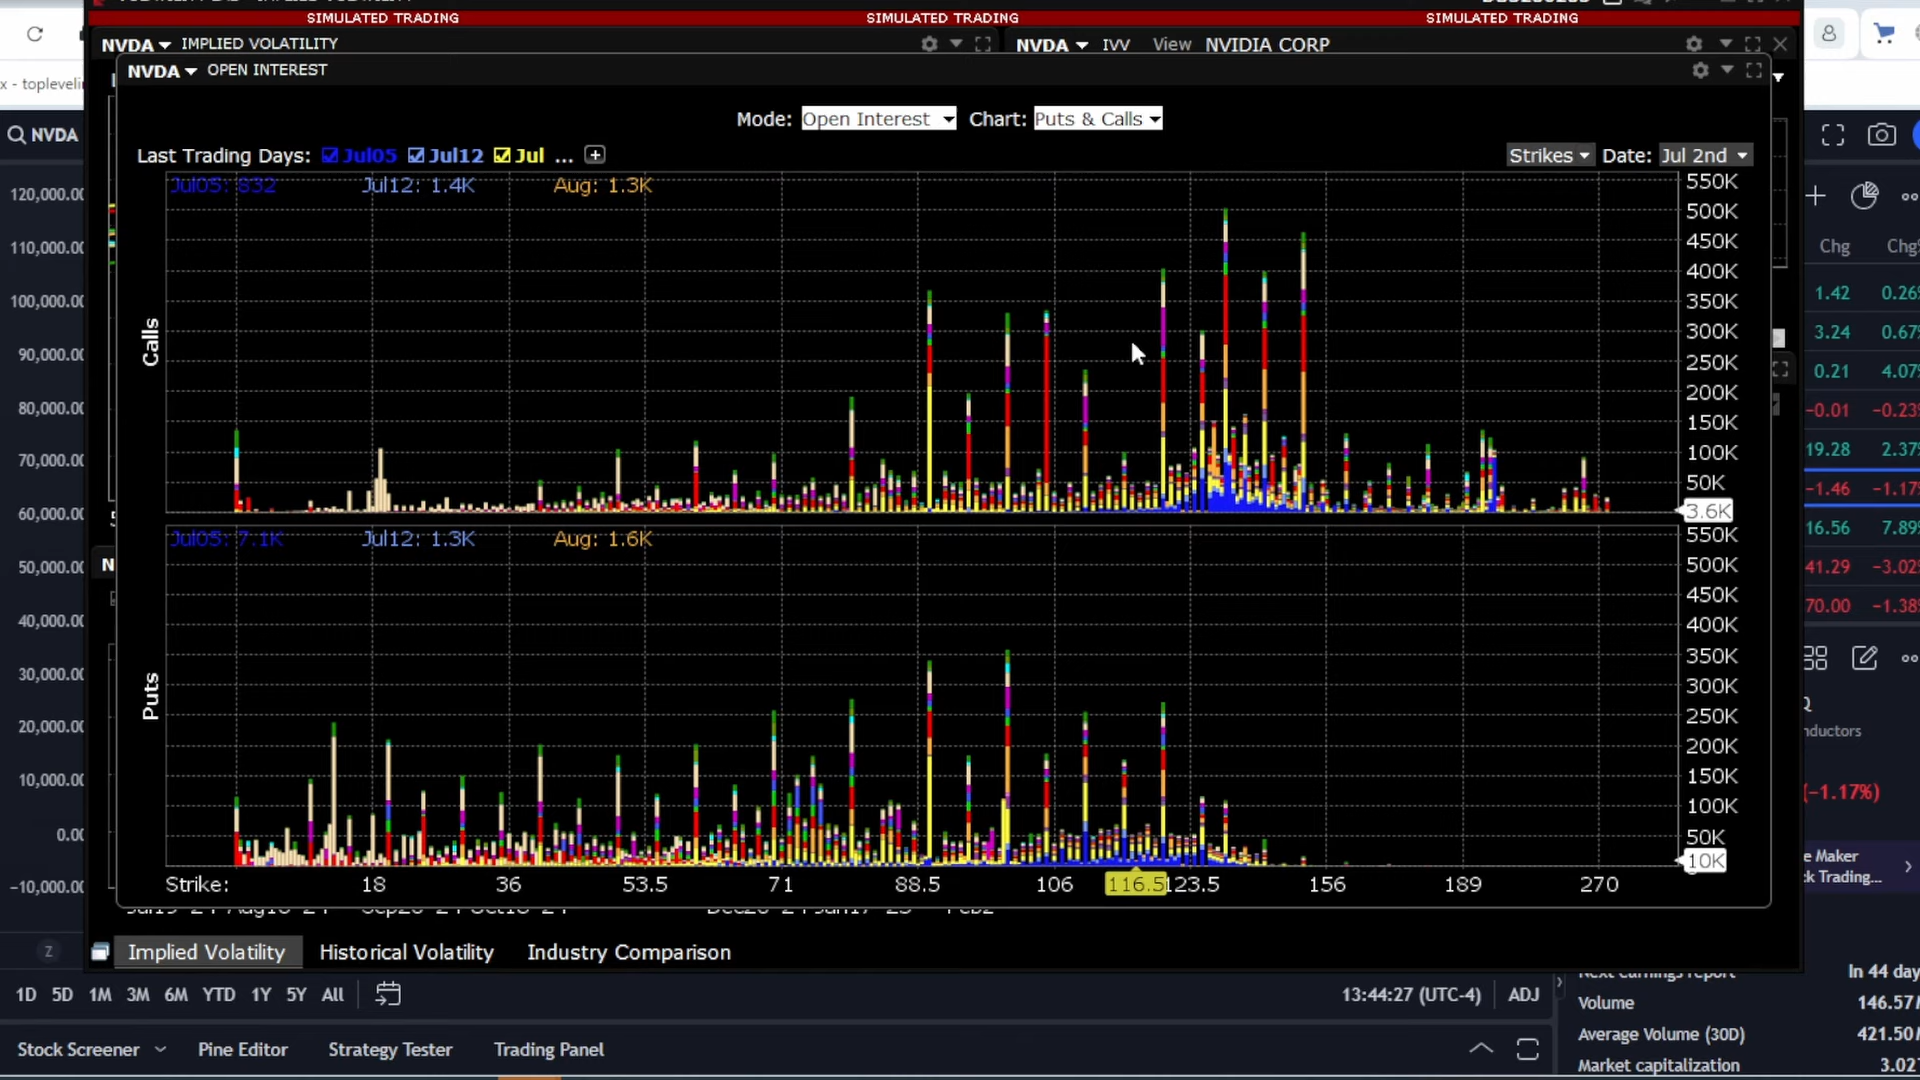 SIMULATED TRADING SIMULATED TRADING SIMULATED TRADING
NVDA IMPLIED VOLATILITY NVDA IVV View NVIDIA CORP
NVDA OPEN INTEREST
x - toplevelin
NVDA
Mode: Open Interest Chart: Puts & Calls
Last Trading Days: Jul05 Jul12 Jul ... + Strikes Date: Jul 2nd
Jul05: 832 Jul12: 1.4K Aug: 1.3K
Calls
550K
500K
450K
400K
350K
300K
250K
200K
150K
100K
50K
3.6K
Jul05: 7.1K Jul12: 1.3K Aug: 1.6K
Puts
550K
500K
450K
400K
350K
300K
250K
200K
150K
100K
50K
10K
Strike: 18 36 53.5 71 88.5 106 116.5 123.5 156 189 270
120,000.00
110,000.00
100,000.00
90,000.00
80,000.00
70,000.00
60,000.00
50,000.00
40,000.00
30,000.00
20,000.00
10,000.00
0.00
-10,000.00
Z
N
Chg Chg
1.42 0.26
3.24 0.67
0.21 4.07
-0.01 -0.23
19.28 2.37
-1.46 -1.17
16.56 7.89
41.29 -3.02
70.00 -1.38
nductors
(-1.17%)
e Maker
k Trading...
Implied Volatility Historical Volatility Industry Comparison
1D 5D 1M 3M 6M YTD 1Y 5Y All 13:44:27 (UTC-4) ADJ
Stock Screener Pine Editor Strategy Tester Trading Panel
Next earnings report In 44 day
Volume 146.57
Average Volume (30D) 421.50
Market capitalization 3.02